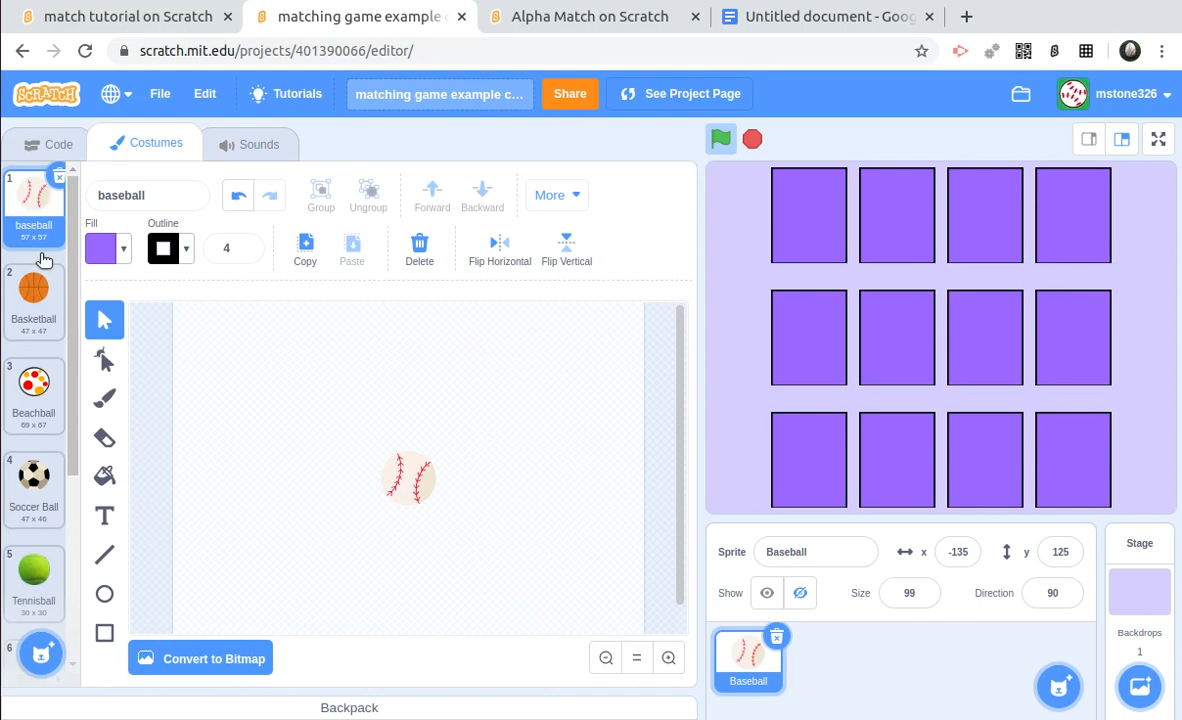 match tutorial on Scratch
matching game example
Alpha Match on Scratch
Untitled document - Goog
scratch.mit.edu/projects/401390066/editor/
SCRATCH
File
Edit
Tutorials
matching game example c...
Share
See Project Page
mstone326
Code
Costumes
Sounds
1
baseball
57 x 57
2
Basketball
47 x 47
3
Beachball
69 x 67
4
Soccer Ball
47 x 46
5
Tennisball
30 x 30
6
baseball
Group
Ungroup
Forward
Backward
More
Fill
Outline
4
Copy
Paste
Delete
Flip Horizontal
Flip Vertical
T
Convert to Bitmap
Backpack
Sprite
Baseball
x
-135
y
125
Show
Size
99
Direction
90
Baseball
Stage
Backdrops
1